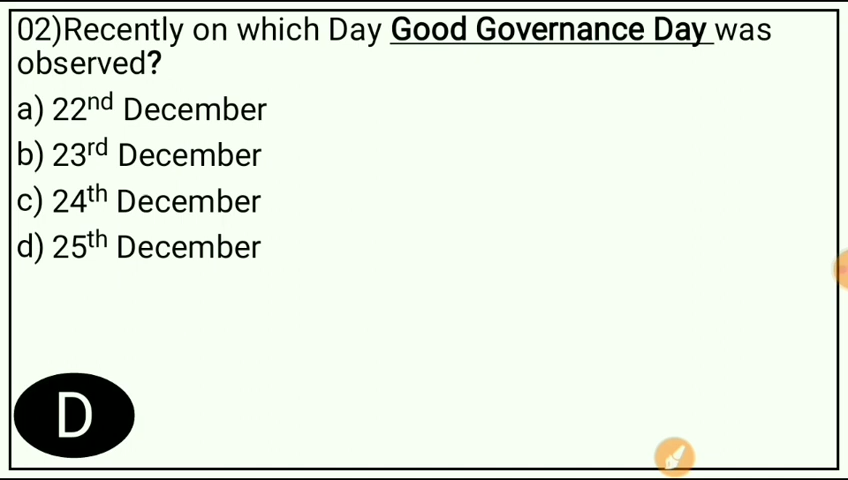 02)Recently on which Day Good Governance Day was
observed?
a) 22nd December
b) 23rd December
c) 24th December
d) 25th December
D